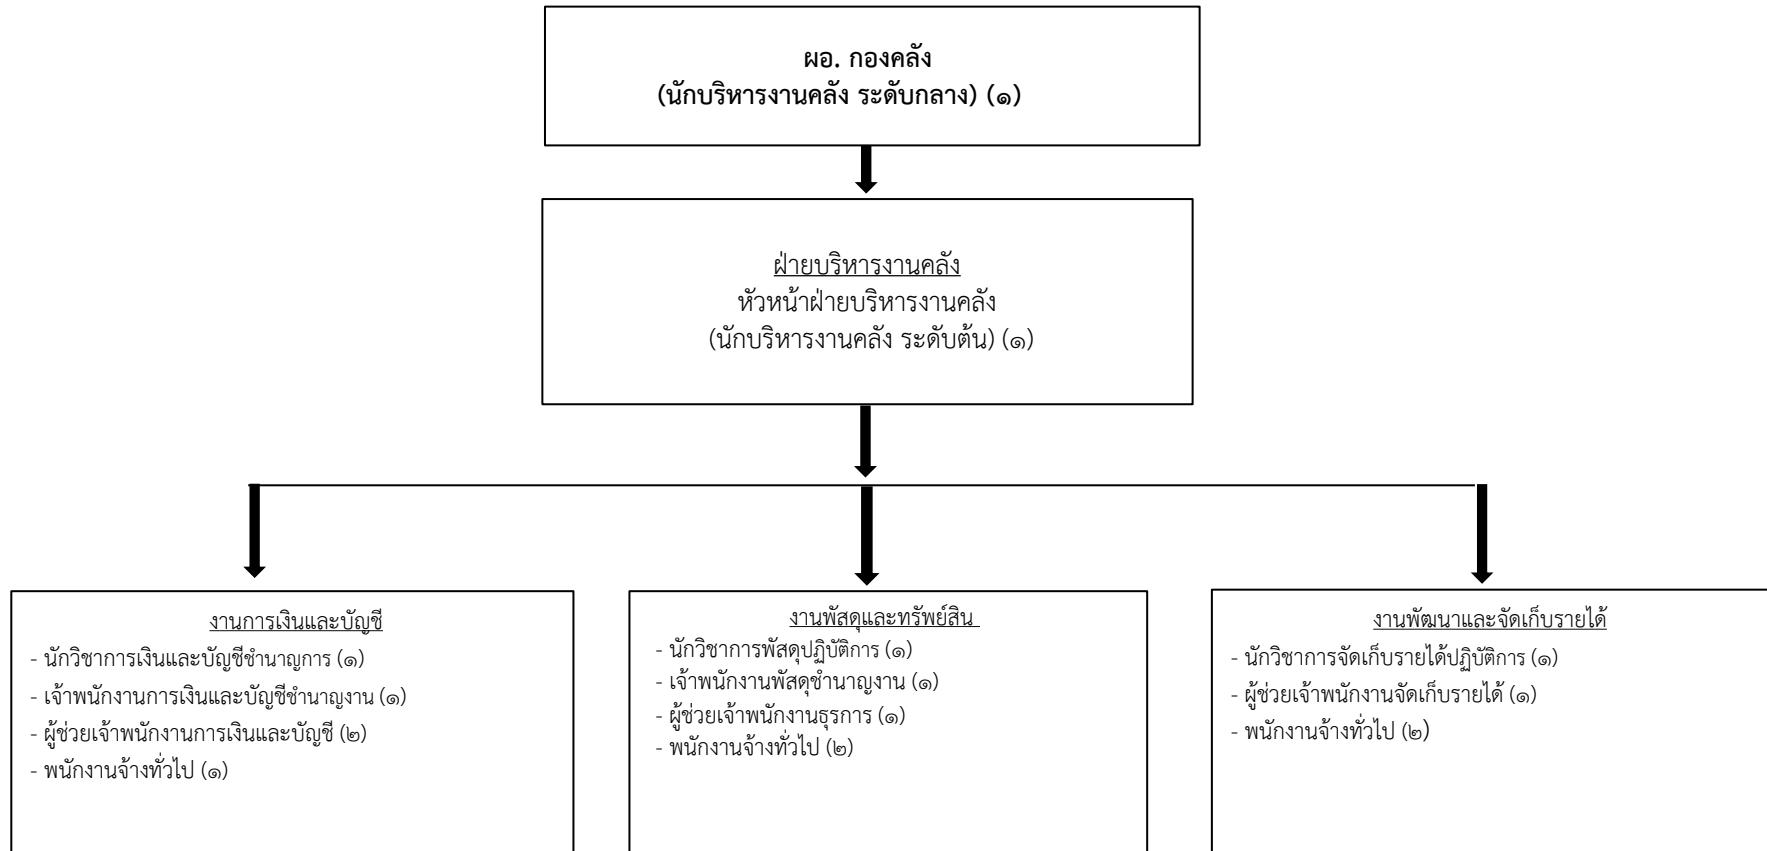 ผอ. กองคลัง
(นักบริหารงานคลัง ระดับกลาง) (๑)
ฝ่ายบริหารงานคลัง
หัวหน้าฝ่ายบริหารงานคลัง
(นักบริหารงานคลัง ระดับต้น) (๑)
งานการเงินและบัญชี
- นักวิชาการเงินและบัญชีชำนาญการ (๑)
- เจ้าพนักงานการเงินและบัญชีชำนาญงาน (๑)
- ผู้ช่วยเจ้าพนักงานการเงินและบัญชี (๒)
- พนักงานจ้างทั่วไป (๑)
งานพัสดุและทรัพย์สิน
- นักวิชาการพัสดุปฏิบัติการ (๑)
- เจ้าพนักงานพัสดุชำนาญงาน (๑)
- ผู้ช่วยเจ้าพนักงานธุรการ (๑)
- พนักงานจ้างทั่วไป (๒)
งานพัฒนาและจัดเก็บรายได้
- นักวิชาการจัดเก็บรายได้ปฏิบัติการ (๑)
- ผู้ช่วยเจ้าพนักงานจัดเก็บรายได้ (๑)
- พนักงานจ้างทั่วไป (๒)